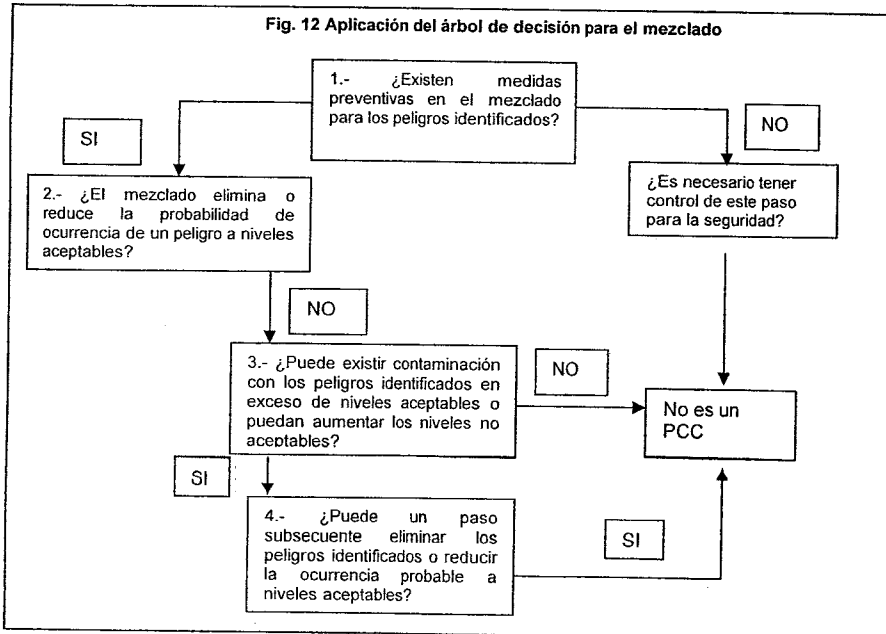 Fig. 12 Aplicación del árbol de decisión para el mezclado
1.- ¿Existen medidas
preventivas en el mezclado
para los peligros identificados?
SI
NO
2.- ¿El mezclado elimina o
reduce la probabilidad de
ocurrencia de un peligro a niveles
aceptables?
¿Es necesario tener
control de este paso
para la seguridad?
NO
3.- ¿Puede existir contaminación
con los peligros identificados en
exceso de niveles aceptables o
puedan aumentar los niveles no
aceptables?
NO
No es un
PCC
SI
4.- ¿Puede un paso
subsecuente eliminar los
peligros identificados o reducir
la ocurrencia probable a
niveles aceptables?
SI